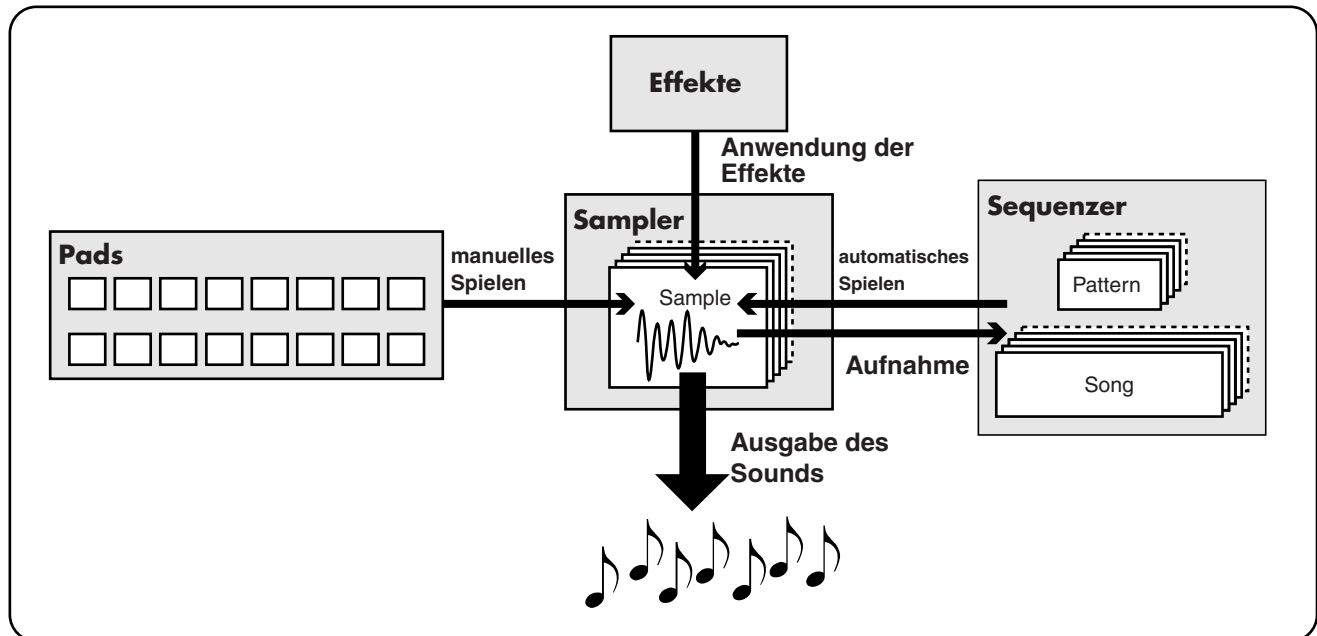 Effekte
Anwendung der
Effekte
Sampler
Sequenzer
Pads
manuelles
Spielen
automatisches
Spielen
Sample
Pattern
Aufnahme
Song
Ausgabe des
Sounds